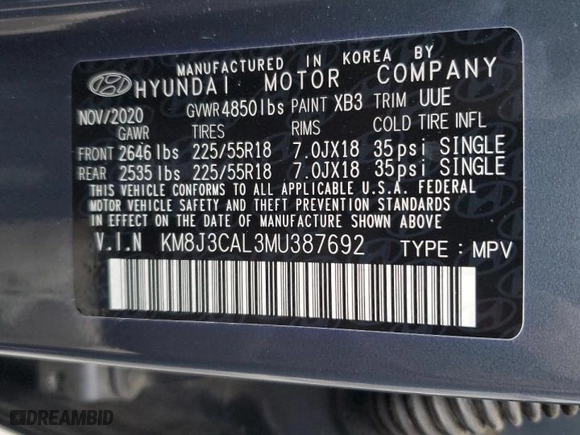 MANUFACTURED IN KOREA BY
HYUNDAI MOTOR COMPANY
NOV/2020 GVWR 4850lbs PAINT XB3 TRIM UUE
GAWR TIRES RIMS COLD TIRE INFL
FRONT 2646 lbs 225/55R18 7.0JX18 35psi SINGLE
REAR 2535 lbs 225/55R18 7.0JX18 35psi SINGLE
THIS VEHICLE CONFORMS TO ALL APPLICABLE U.S.A. FEDERAL
MOTOR VEHICLE SAFETY AND THEFT PREVENTION STANDARDS
IN EFFECT ON THE DATE OF MANUFACTURE SHOWN ABOVE.
V.I.N KM8J3CAL3MU387692 TYPE : MPV
DREAMBID